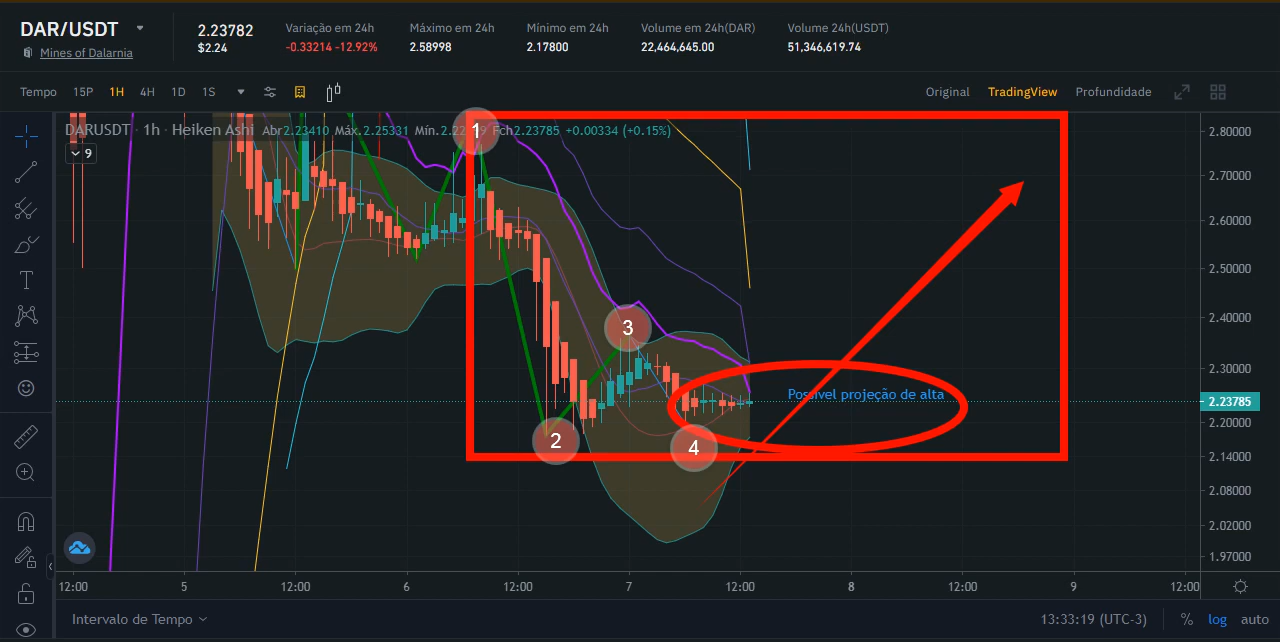 DAR/USDT
Mines of Dalarnia
2.23782
$2.24
Variação em 24h
-0.33214 -12.92%
Máximo em 24h
2.58998
Mínimo em 24h
2.17800
Volume em 24h(DAR)
22,464,645.00
Volume 24h(USDT)
51,346,619.74
Tempo 15P 1H 4H 1D 1S
Original TradingView Profundidade
DARUSDT · 1h · Heiken Ashi Abr2.23410 Máx.2.25331 Mín. Fch2.23785 +0.00334 (+0.15%)
9
1
2
3
4
Possível projeção de alta
2.80000
2.70000
2.60000
2.50000
2.40000
2.30000
2.23785
2.20000
2.14000
2.08000
2.02000
1.97000
12:00 5 12:00 6 12:00 7 12:00 8 12:00 9 12:00
Intervalo de Tempo
13:33:19 (UTC-3) % log auto